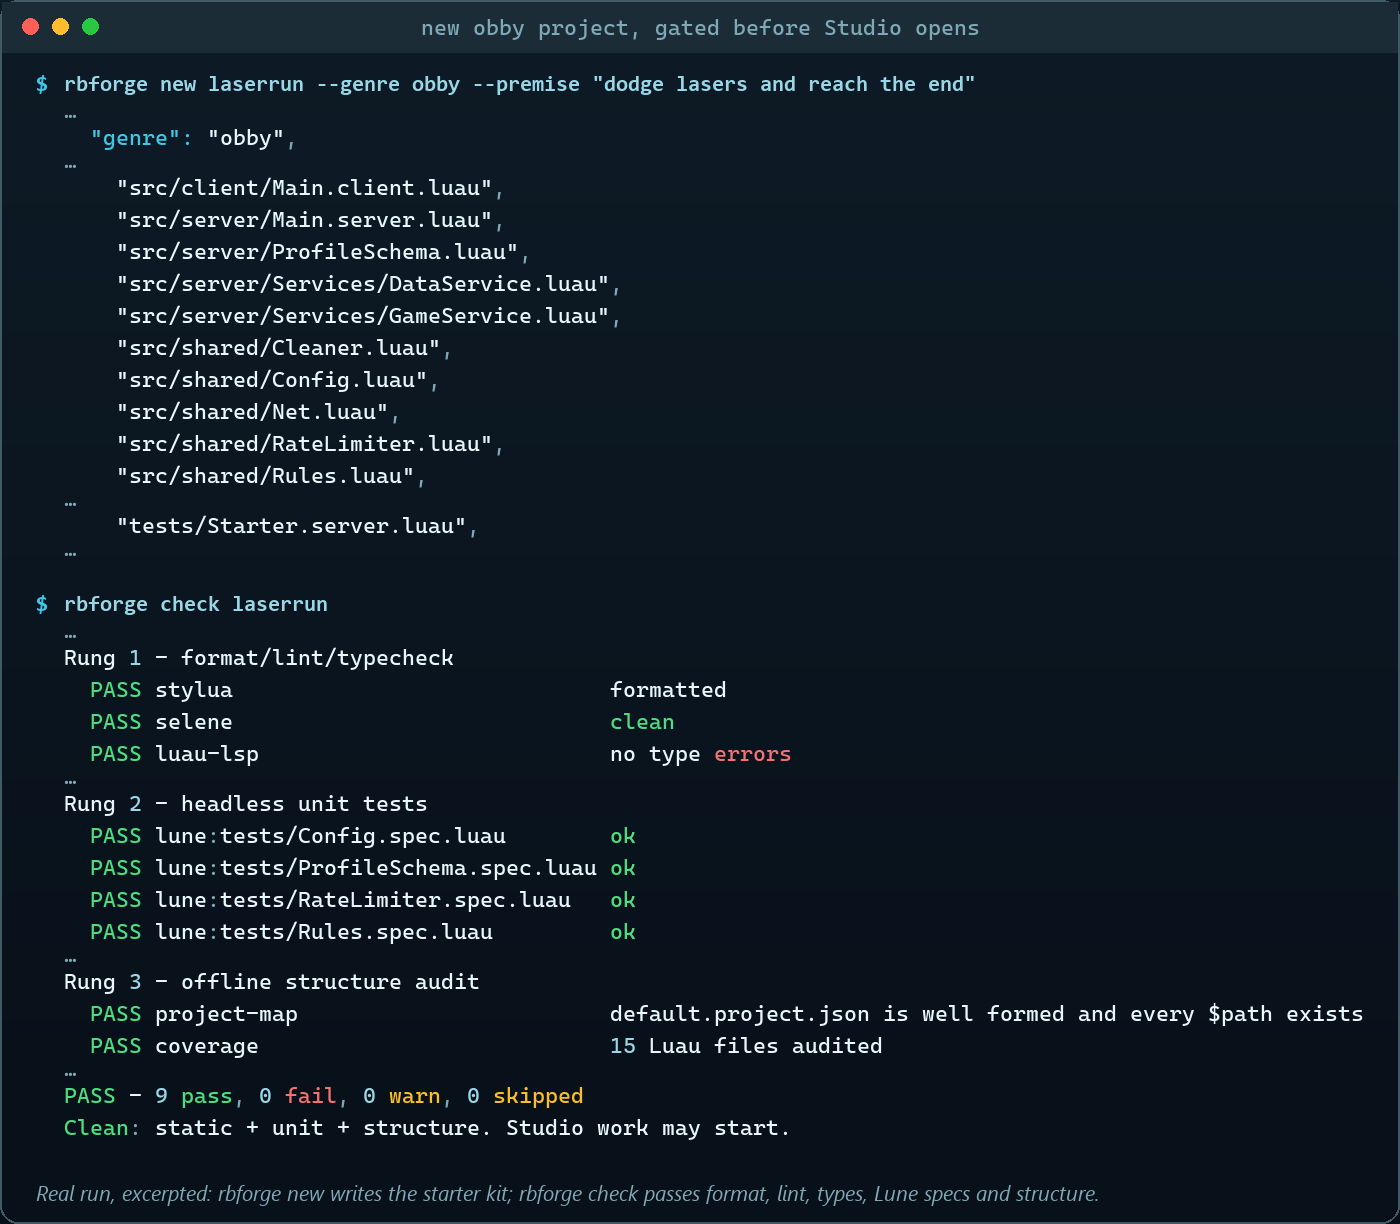 new obby project, gated before Studio opens
$ rbforge new laserrun --genre obby --premise "dodge lasers and reach the end"
…
"genre": "obby",
…
"src/client/Main.client.luau",
"src/server/Main.server.luau",
"src/server/ProfileSchema.luau",
"src/server/Services/DataService.luau",
"src/server/Services/GameService.luau",
"src/shared/Cleaner.luau",
"src/shared/Config.luau",
"src/shared/Net.luau",
"src/shared/RateLimiter.luau",
"src/shared/Rules.luau",
…
"tests/Starter.server.luau",
…
$ rbforge check laserrun
…
Rung 1 - format/lint/typecheck
PASS stylua formatted
PASS selene clean
PASS luau-lsp no type errors
…
Rung 2 - headless unit tests
PASS lune:tests/Config.spec.luau ok
PASS lune:tests/ProfileSchema.spec.luau ok
PASS lune:tests/RateLimiter.spec.luau ok
PASS lune:tests/Rules.spec.luau ok
…
Rung 3 - offline structure audit
PASS project-map default.project.json is well formed and every $path exists
PASS coverage 15 Luau files audited
…
PASS - 9 pass, 0 fail, 0 warn, 0 skipped
Clean: static + unit + structure. Studio work may start.
Real run, excerpted: rbforge new writes the starter kit; rbforge check passes format, lint, types, Lune specs and structure.